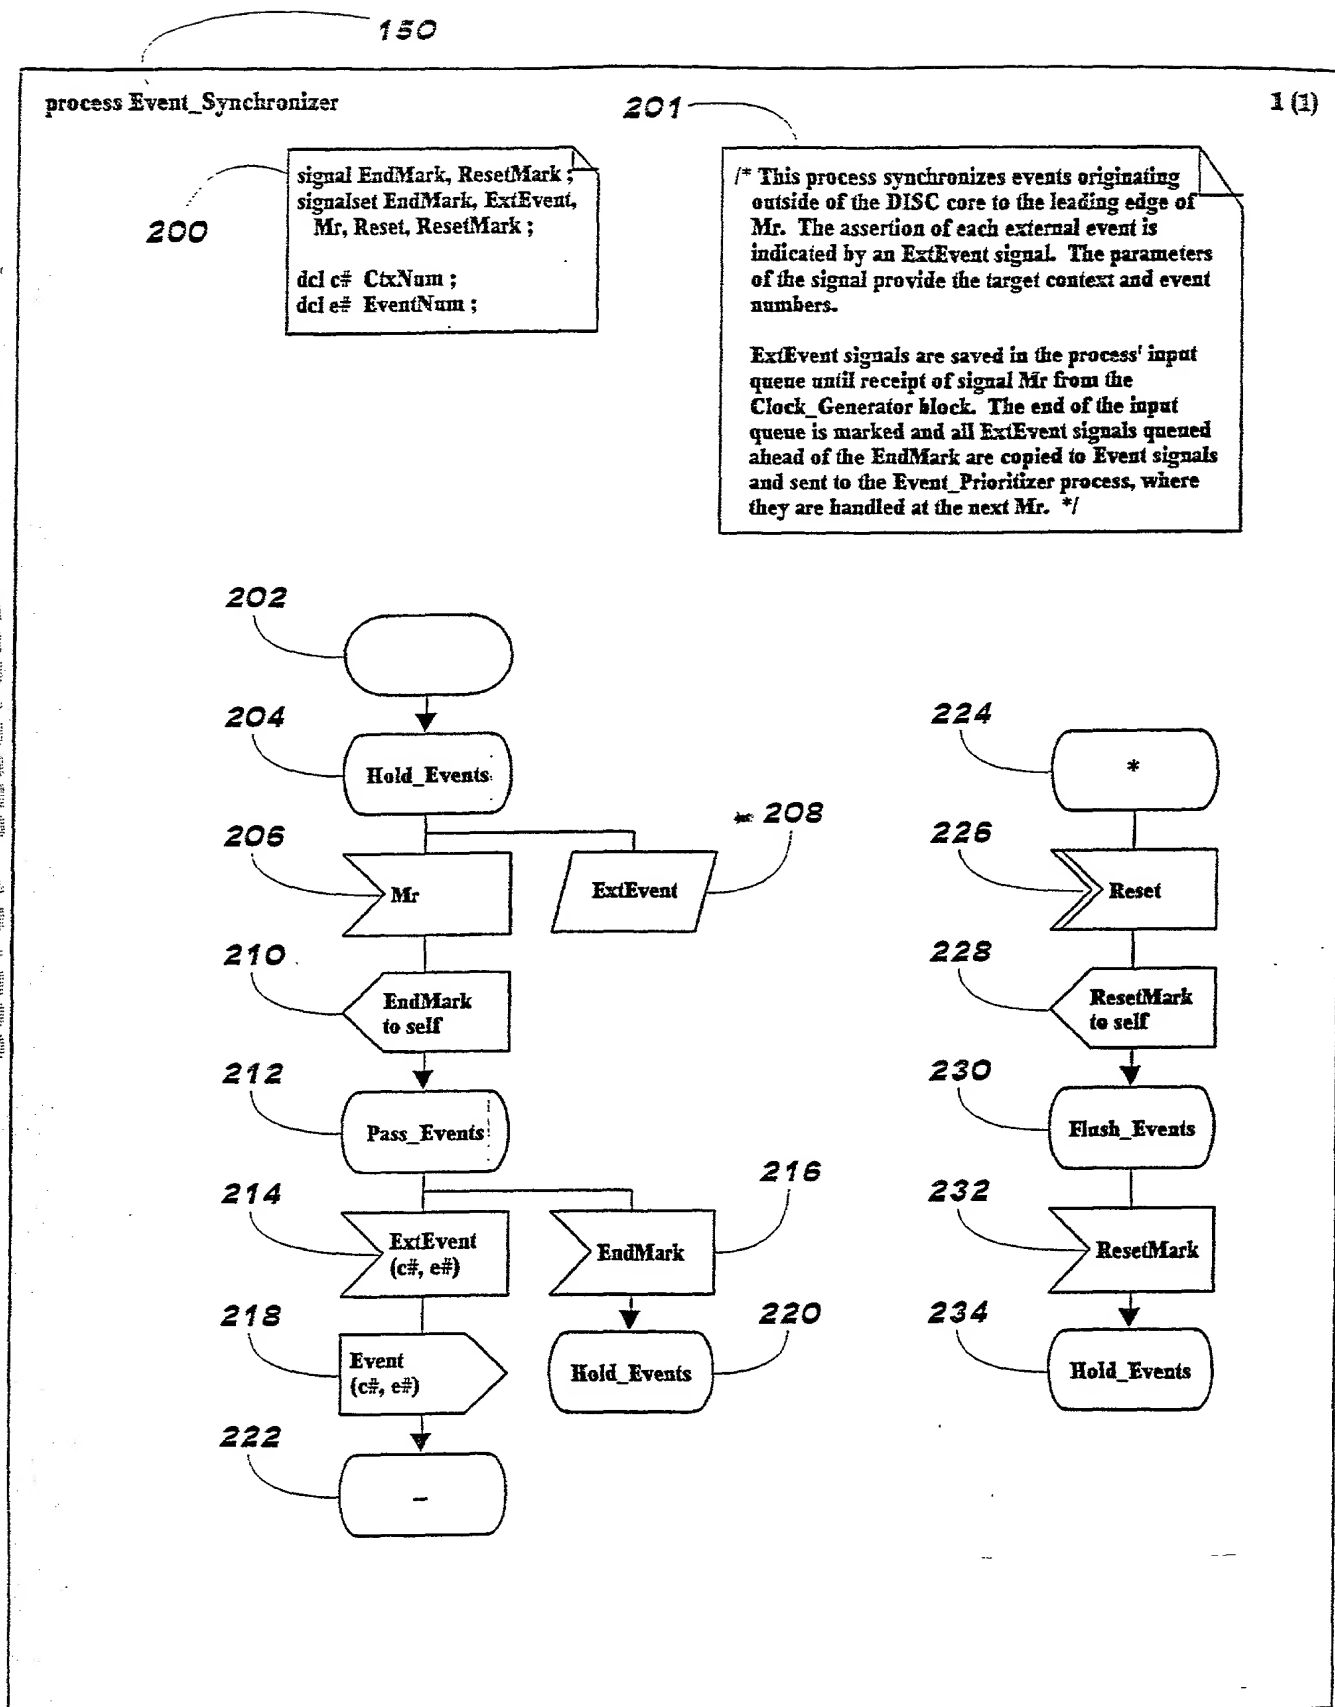 150
process Event_Synchronizer
201
1 (1)
200
signal EndMark, ResetMark ;
signalset EndMark, ExtEvent,
Mr, Reset, ResetMark ;
dcl c# CtxNum ;
dcl e# EventNum ;
/* This process synchronizes events originating
outside of the DISC core to the leading edge of
Mr. The assertion of each external event is
indicated by an ExtEvent signal. The parameters
of the signal provide the target context and event
numbers.
ExtEvent signals are saved in the process' input
queue until receipt of signal Mr from the
Clock_Generator block. The end of the input
queue is marked and all ExtEvent signals queued
ahead of the EndMark are copied to Event signals
and sent to the Event_Prioritizer process, where
they are handled at the next Mr. */
202
204
Hold_Events
206
Mr
208
ExtEvent
210
EndMark
to self
212
Pass_Events
214
ExtEvent
(c#, e#)
216
EndMark
218
Event
(c#, e#)
220
Hold_Events
222
–
224
*
226
Reset
228
ResetMark
to self
230
Flush_Events
232
ResetMark
234
Hold_Events